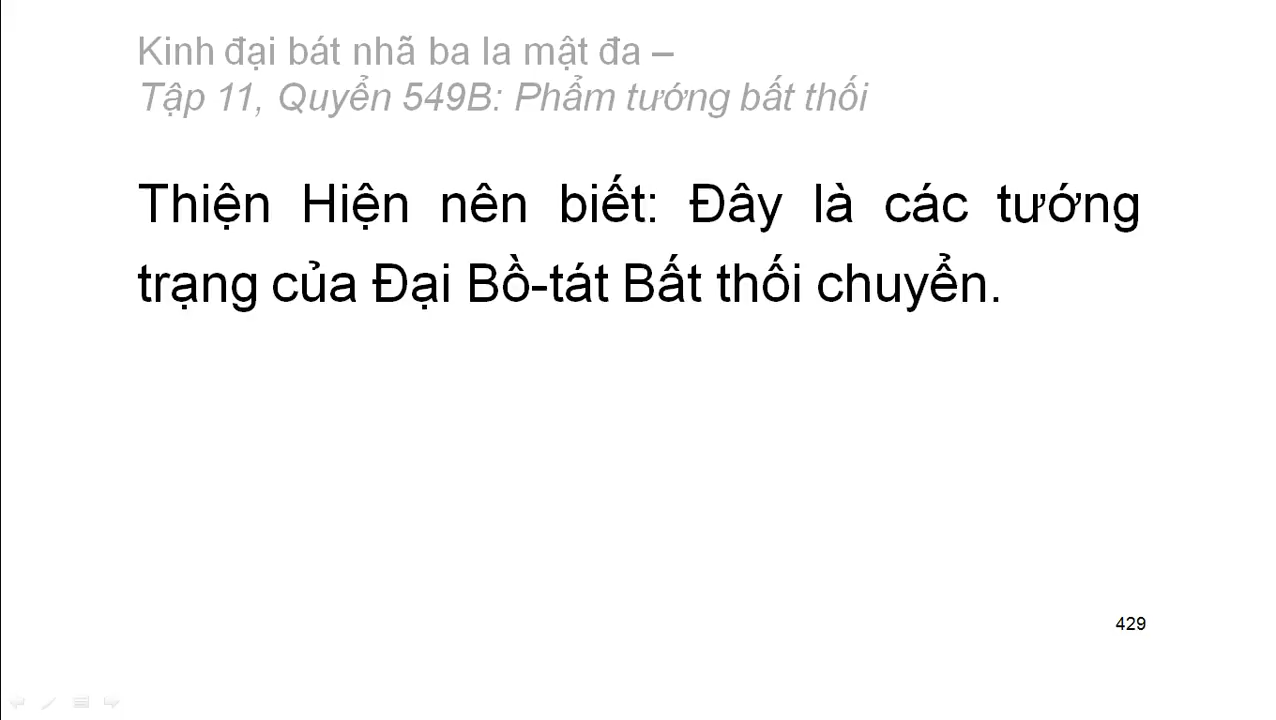 Kinh đại bát nhã ba la mật đa –
Tập 11, Quyển 549B: Phẩm tướng bất thối
Thiện Hiện nên biết: Đây là các tướng
trạng của Đại Bồ-tát Bất thối chuyển.
429